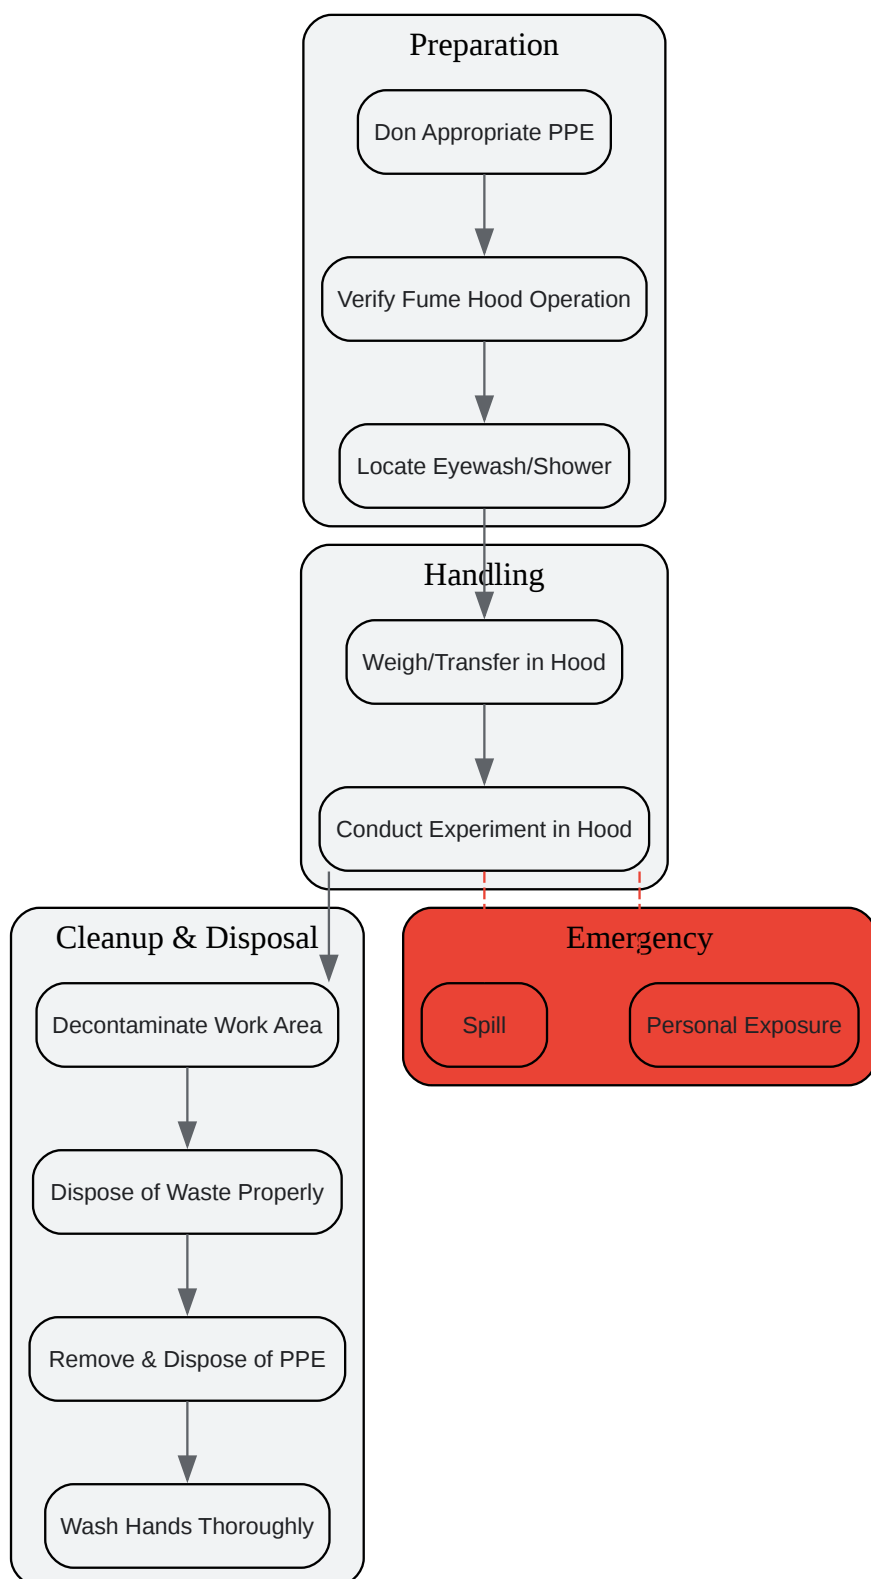 Preparation
Don Appropriate PPE
Verify Fume Hood Operation
Locate Eyewash/Shower
Handling
Weigh/Transfer in Hood
Conduct Experiment in Hood
Cleanup & Disposal
Decontaminate Work Area
Dispose of Waste Properly
Remove & Dispose of PPE
Wash Hands Thoroughly
Emergency
Spill
Personal Exposure